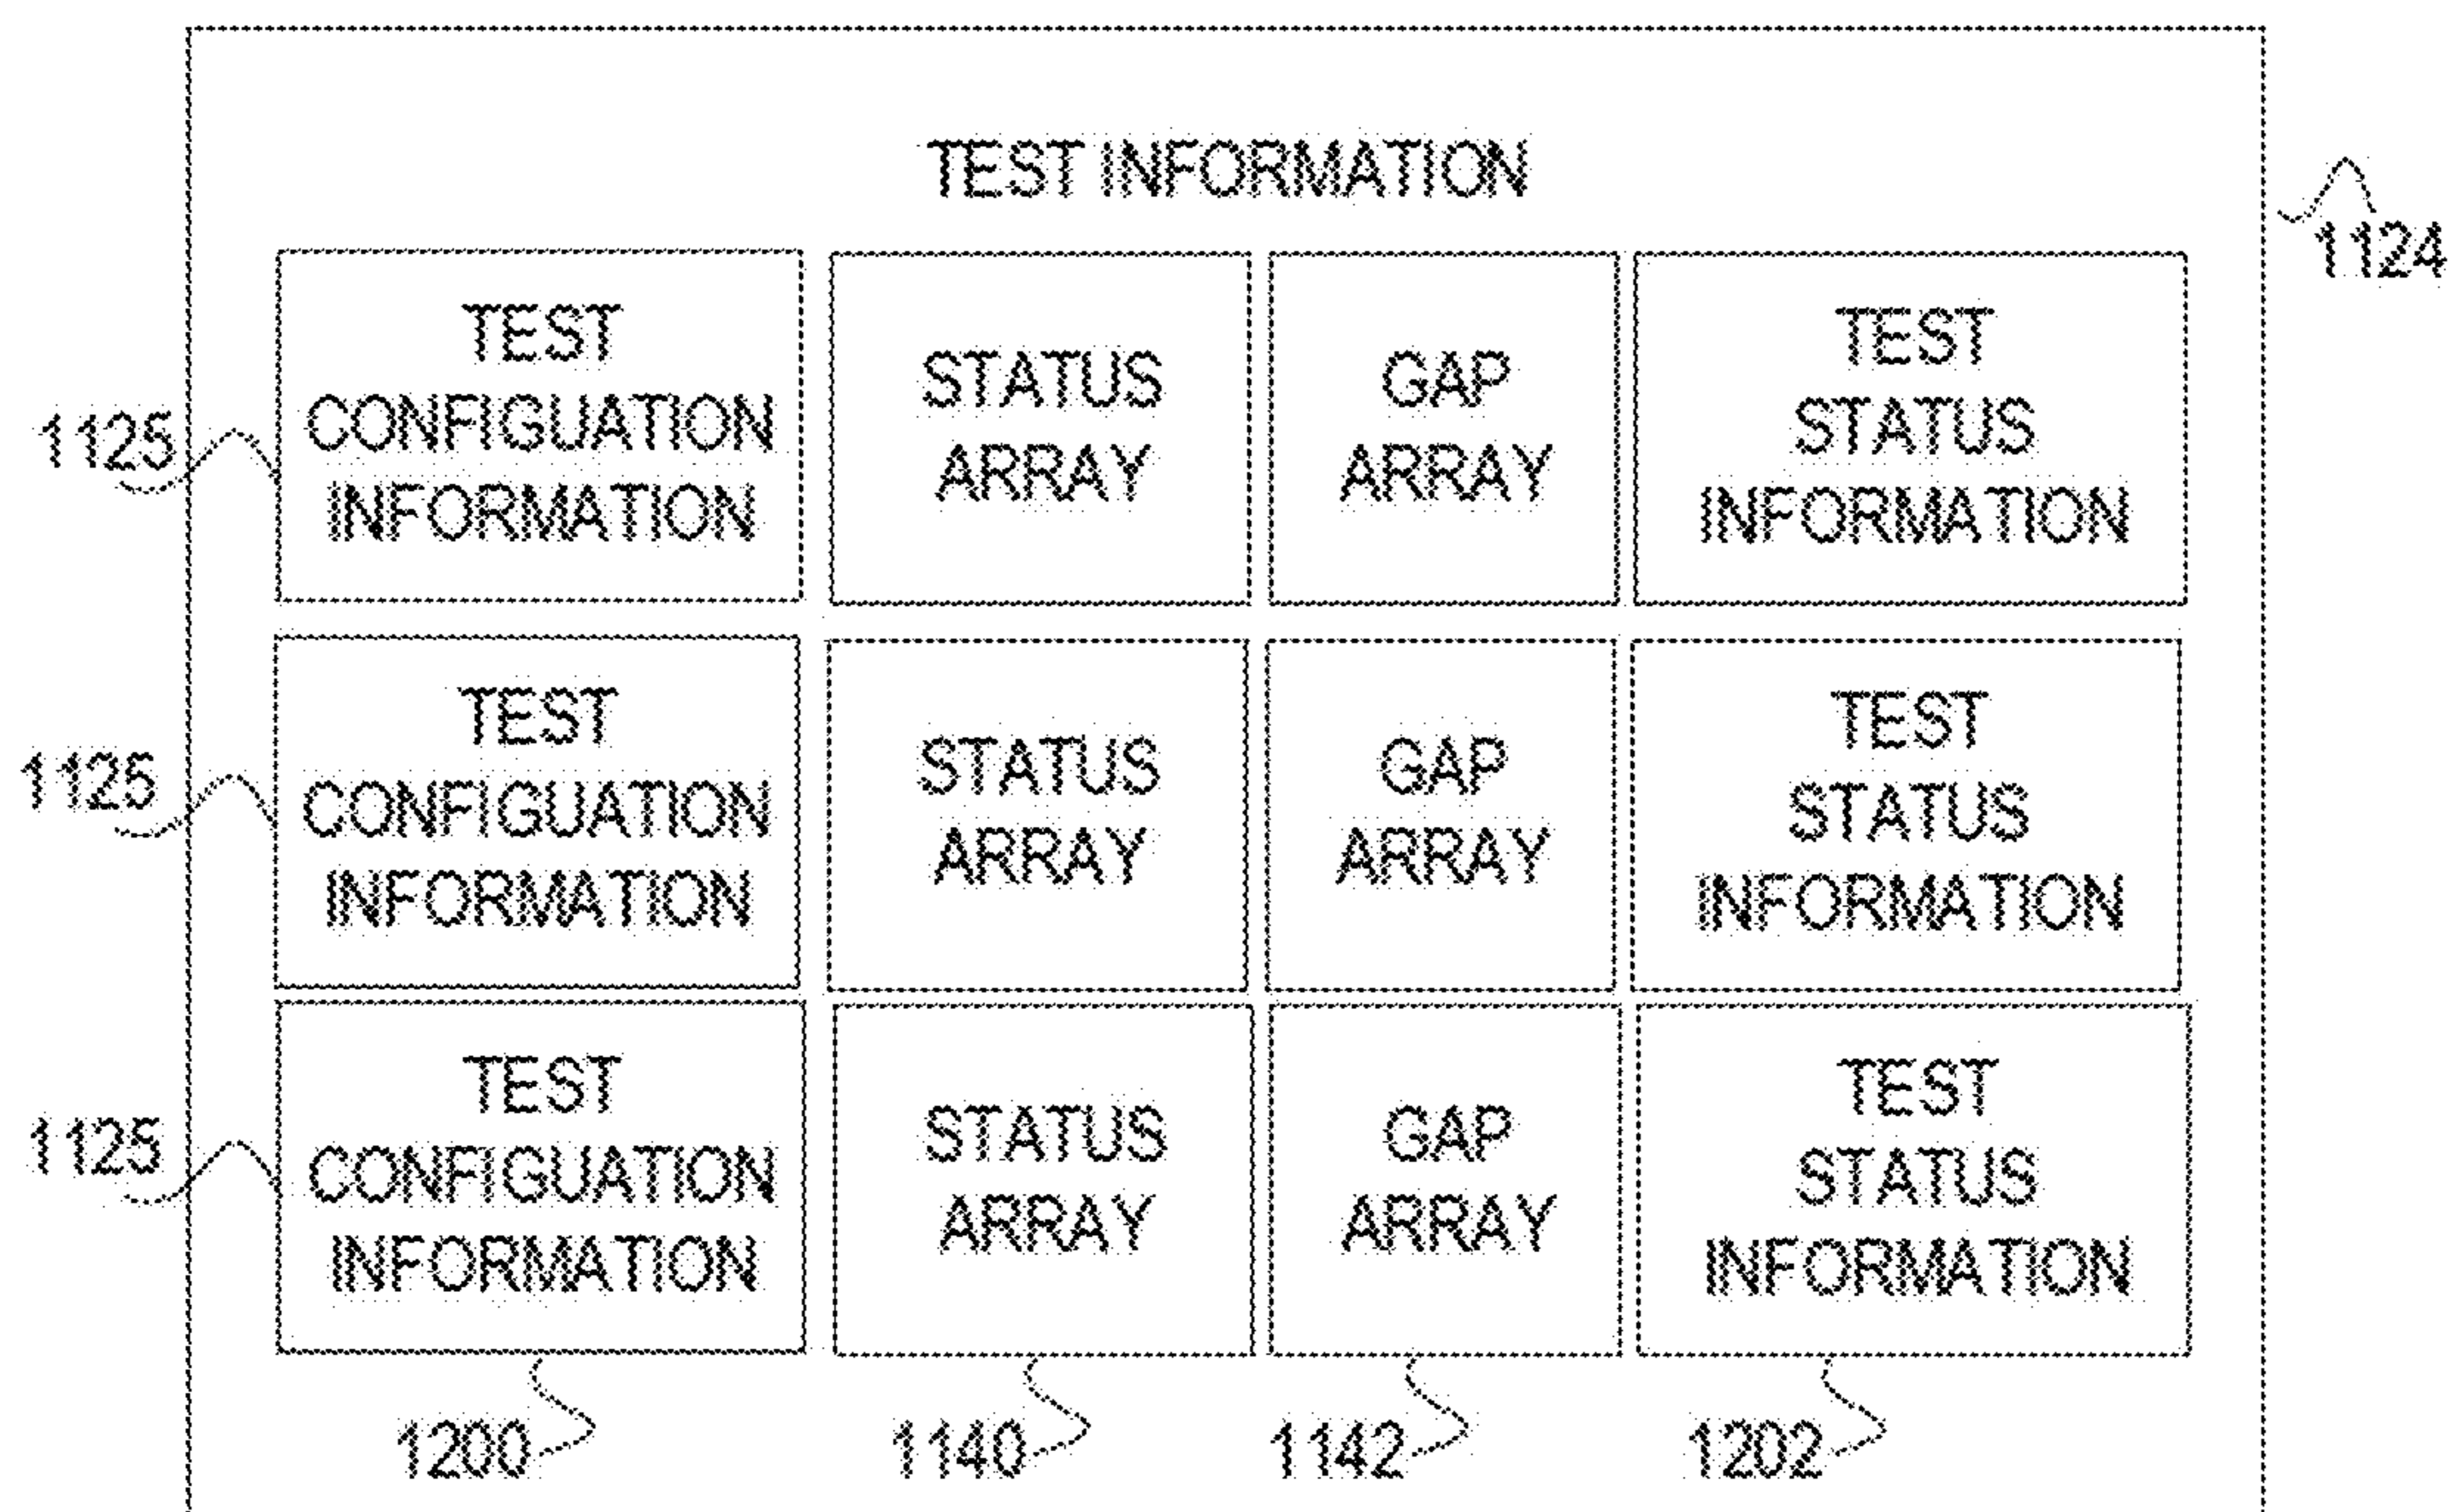 TEST INFORMATION
1124
1125
TEST
CONFIGUATION
INFORMATION
STATUS
ARRAY
GAP
ARRAY
TEST
STATUS
INFORMATION
1125
TEST
CONFIGUATION
INFORMATION
STATUS
ARRAY
GAP
ARRAY
TEST
STATUS
INFORMATION
1125
TEST
CONFIGUATION
INFORMATION
STATUS
ARRAY
GAP
ARRAY
TEST
STATUS
INFORMATION
1200
1140
1142
1202